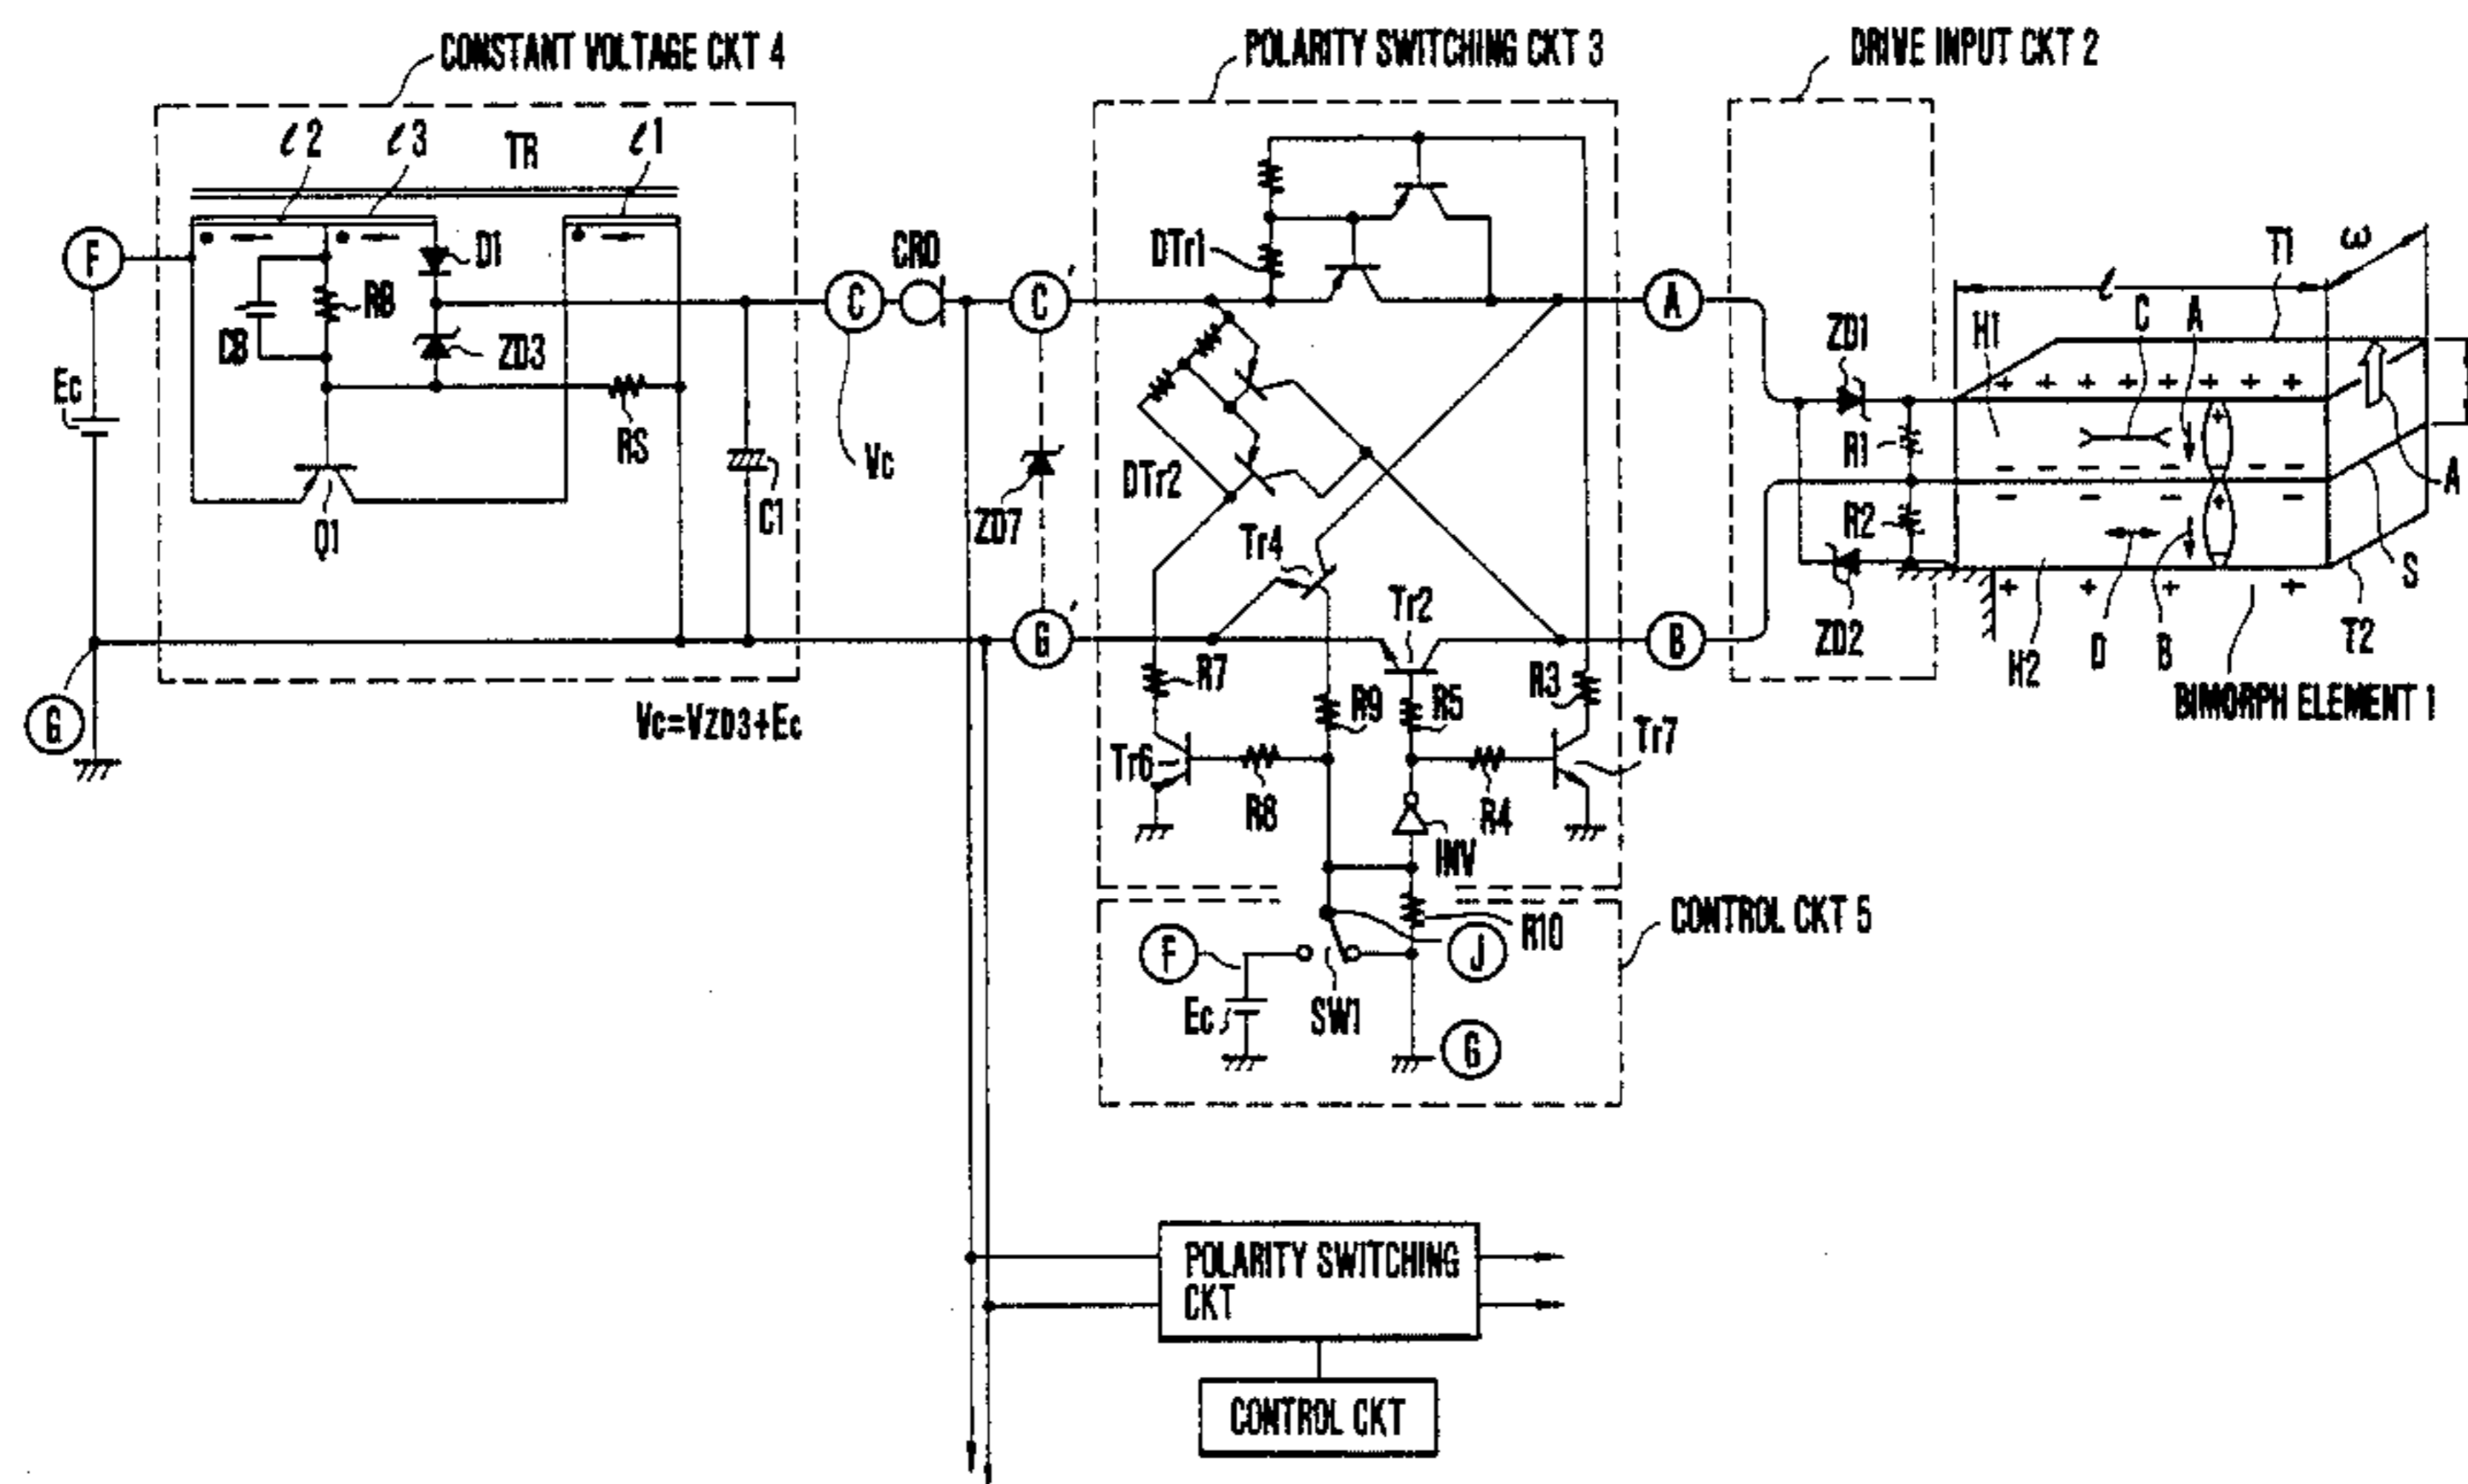 CONSTANT VOLTAGE CKT 4
POLARITY SWITCHING CKT 3
DRIVE INPUT CKT 2
ℓ2
ℓ3
TR
ℓ1
F
D1
RB
CB
ZD3
RS
Ec
Q1
C1
C
Vc
CRD
C'
ZD7
G'
G
Vc=VZD3+Ec
DTr1
DTr2
Tr4
Tr2
R7
R9
R5
R3
Tr6
R8
R4
Tr7
INV
A
B
ZD1
R1
R2
ZD2
ℓ
ω
T1
H1
C
A
A
S
T2
H2
D
B
BIMORPH ELEMENT 1
R10
F
J
Ec
SW1
G
CONTROL CKT 5
POLARITY SWITCHING
CKT
CONTROL CKT